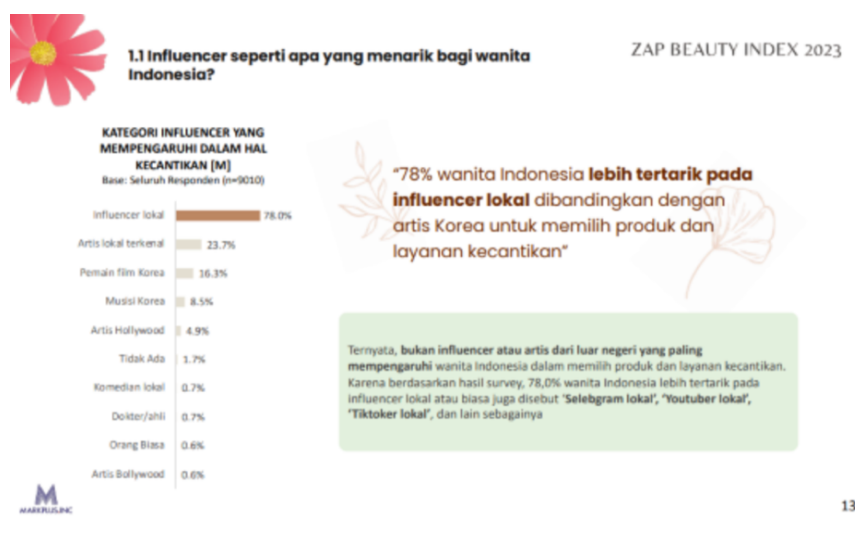 1.1 Influencer seperti apa yang menarik bagi wanita
Indonesia?
ZAP BEAUTY INDEX 2023
KATEGORI INFLUENCER YANG
MEMPENGARUHI DALAM HAL
KECANTIKAN [M]
Base: Seluruh Responden (n=9010)
Influencer lokal 78.0%
Artis lokal terkenal 23.7%
Pemain film Korea 16.3%
Musisi Korea 8.5%
Artis Hollywood 4.9%
Tidak Ada 1.7%
Komedian lokal 0.7%
Dokter/ahli 0.7%
Orang Biasa 0.6%
Artis Bollywood 0.6%
“78% wanita Indonesia lebih tertarik pada
influencer lokal dibandingkan dengan
artis Korea untuk memilih produk dan
layanan kecantikan”
Ternyata, bukan influencer atau artis dari luar negeri yang paling
mempengaruhi wanita Indonesia dalam memilih produk dan layanan kecantikan.
Karena berdasarkan hasil survey, 78,0% wanita Indonesia lebih tertarik pada
influencer lokal atau biasa juga disebut ‘Selebgram lokal’, ‘Youtuber lokal’,
‘Tiktoker lokal’, dan lain sebagainya
MARKPLUS,INC
13